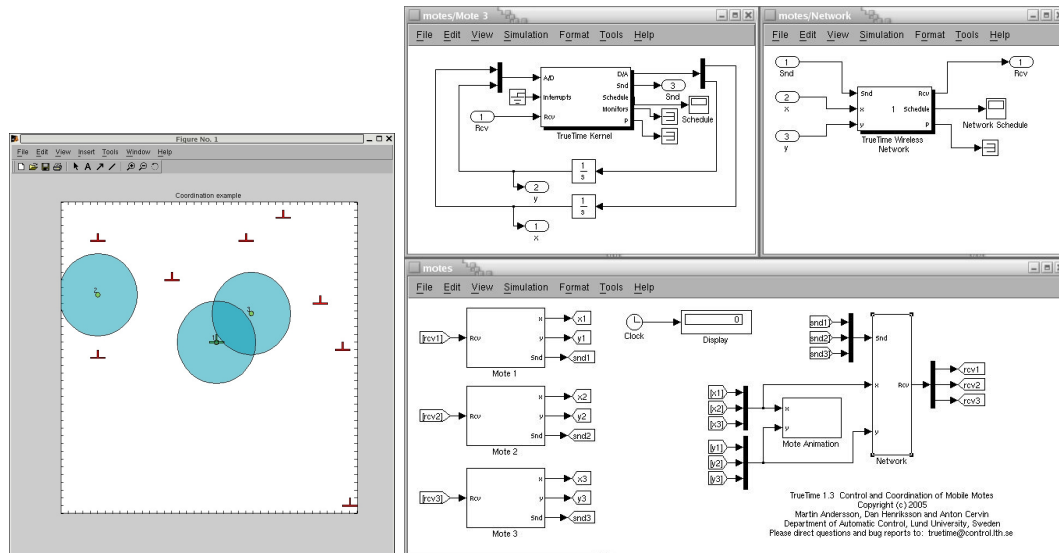 Figure No. 1
File Edit View Insert Tools Window Help
Coordination example
2
3
1
motes/Mote 3
File Edit View Simulation Format Tools Help
A/D
Interrupts
Rcv
D/A
Snd
Schedule
Monitors
P
TrueTime Kernel
1
Rcv
3
Snd
Schedule
1
s
2
y
1
s
1
x
motes/Network
File Edit View Simulation Format Tools Help
1
Snd
2
x
3
y
Snd
x
y
1
Rcv
Schedule
P
TrueTime Wireless
Network
1
Rcv
Network Schedule
motes
File Edit View Simulation Format Tools Help
[rcv1]
Rcv
x
y
Snd
Mote 1
x1
y1
snd1
[rcv2]
Rcv
x
y
Snd
Mote 2
x2
y2
snd2
[rcv3]
Rcv
x
y
Snd
Mote 3
x3
y3
snd3
Clock
0
Display
snd1
snd2
snd3
[x1]
[x2]
[x3]
[y1]
[y2]
[y3]
x
y
Mote Animation
Snd
x
y
Rcv
Network
rcv1
rcv2
rcv3
TrueTime 1.3 Control and Coordination of Mobile Motes
Copyright (c) 2005
Martin Andersson, Dan Henriksson and Anton Cervin
Department of Automatic Control, Lund University, Sweden
Please direct questions and bug reports to: truetime@control.lth.se